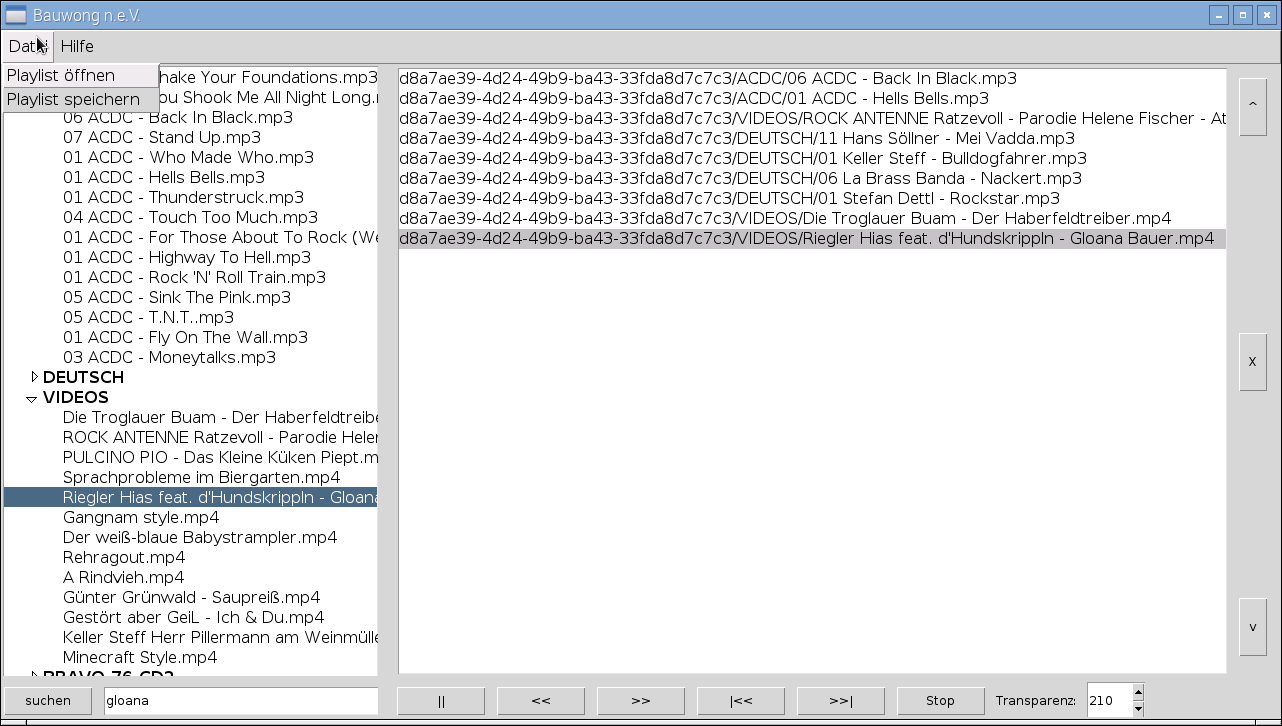 Bauwong n.e.V.
Hilfe
Playlist öffnen
Playlist speichern
hake Your Foundations.mp3
ou Shook Me All Night Long.
06 ACDC - Back In Black.mp3
07 ACDC - Stand Up.mp3
01 ACDC - Who Made Who.mp3
01 ACDC - Hells Bells.mp3
01 ACDC - Thunderstruck.mp3
04 ACDC - Touch Too Much.mp3
01 ACDC - For Those About To Rock (We
01 ACDC - Highway To Hell.mp3
01 ACDC - Rock 'N' Roll Train.mp3
05 ACDC - Sink The Pink.mp3
05 ACDC - T.N.T..mp3
01 ACDC - Fly On The Wall.mp3
03 ACDC - Moneytalks.mp3
DEUTSCH
VIDEOS
Die Troglauer Buam - Der Haberfeldtreibe
ROCK ANTENNE Ratzevoll - Parodie Heler
PULCINO PIO - Das Kleine Küken Piept.m
Sprachprobleme im Biergarten.mp4
Riegler Hias feat. d'Hundskrippln - Gloana
Gangnam style.mp4
Der weiß-blaue Babystrampler.mp4
Rehragout.mp4
A Rindvieh.mp4
Günter Grünwald - Saupreiß.mp4
Gestört aber GeiL - Ich & Du.mp4
Keller Steff Herr Pillermann am Weinmülle
Minecraft Style.mp4
BRAVO 76 CD2
d8a7ae39-4d24-49b9-ba43-33fda8d7c7c3/ACDC/06 ACDC - Back In Black.mp3
d8a7ae39-4d24-49b9-ba43-33fda8d7c7c3/ACDC/01 ACDC - Hells Bells.mp3
d8a7ae39-4d24-49b9-ba43-33fda8d7c7c3/VIDEOS/ROCK ANTENNE Ratzevoll - Parodie Helene Fischer - At
d8a7ae39-4d24-49b9-ba43-33fda8d7c7c3/DEUTSCH/11 Hans Söllner - Mei Vadda.mp3
d8a7ae39-4d24-49b9-ba43-33fda8d7c7c3/DEUTSCH/01 Keller Steff - Bulldogfahrer.mp3
d8a7ae39-4d24-49b9-ba43-33fda8d7c7c3/DEUTSCH/06 La Brass Banda - Nackert.mp3
d8a7ae39-4d24-49b9-ba43-33fda8d7c7c3/DEUTSCH/01 Stefan Dettl - Rockstar.mp3
d8a7ae39-4d24-49b9-ba43-33fda8d7c7c3/VIDEOS/Die Troglauer Buam - Der Haberfeldtreiber.mp4
d8a7ae39-4d24-49b9-ba43-33fda8d7c7c3/VIDEOS/Riegler Hias feat. d'Hundskrippln - Gloana Bauer.mp4
^
X
v
suchen
gloana
||
<<
>>
|<<
>>|
Stop
Transparenz:
210